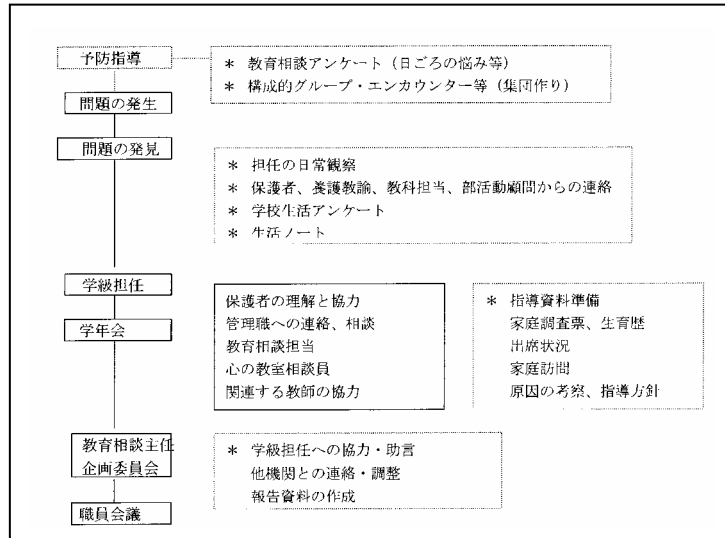 予防指導
＊ 教育相談アンケート（日ごろの悩み等）
＊ 構成的グループ・エンカウンター等（集団作り）
問題の発生
問題の発見
＊ 担任の日常観察
＊ 保護者、養護教諭、教科担当、部活動顧問からの連絡
＊ 学校生活アンケート
＊ 生活ノート
学級担任
学年会
保護者の理解と協力
管理職への連絡、相談
教育相談担当
心の教室相談員
関連する教師の協力
＊ 指導資料準備
家庭調査票、生育歴
出席状況
家庭訪問
原因の考察、指導方針
教育相談主任
企画委員会
＊ 学級担任への協力・助言
他機関との連絡・調整
報告資料の作成
職員会議